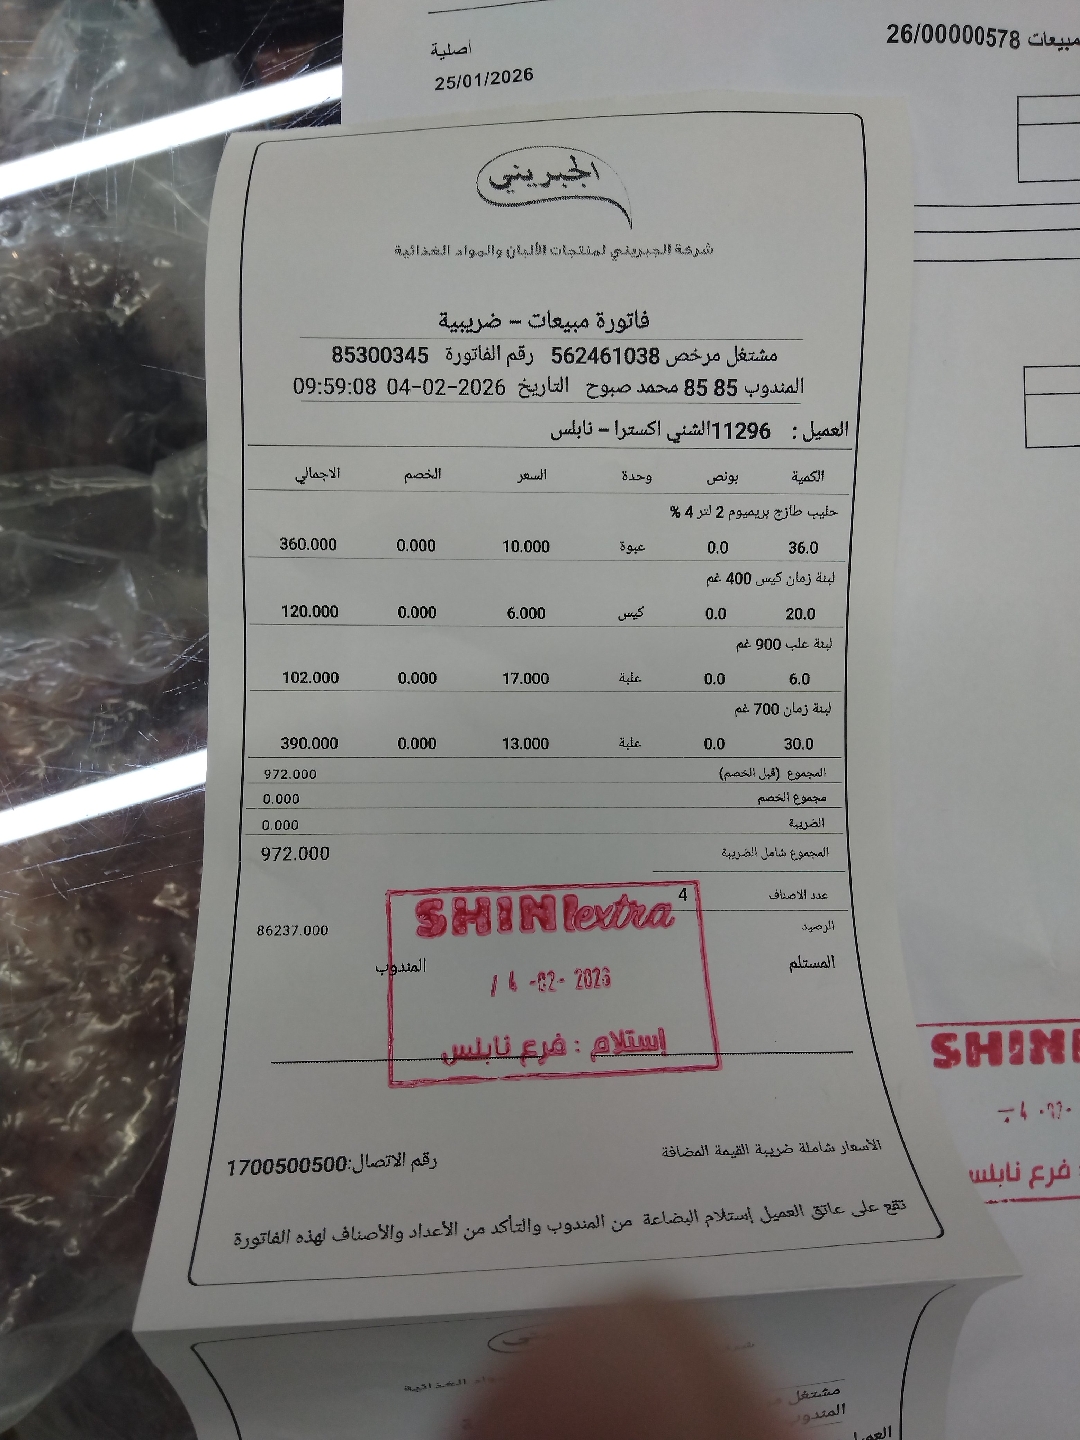 مبيعات 26/00000578
أصلية
25/01/2026
الجبريني
شركة الجبريني لمنتجات الألبان والمواد الغذائية
فاتورة مبيعات – ضريبية
مشتغل مرخص 562461038 رقم الفاتورة 85300345
المندوب 85 85 محمد صبوح التاريخ 2026-02-04 09:59:08
العميل : 11296الشني اكسترا – نابلس
الكمية بونص وحدة السعر الخصم الاجمالي
حليب طازج بريميوم 2 لتر 4 %
36.0 0.0 عبوة 10.000 0.000 360.000
لبنة زمان كيس 400 غم
20.0 0.0 كيس 6.000 0.000 120.000
لبنة علب 900 غم
6.0 0.0 علبة 17.000 0.000 102.000
لبنة زمان 700 غم
30.0 0.0 علبة 13.000 0.000 390.000
المجموع (قبل الخصم) 972.000
مجموع الخصم 0.000
الضريبة 0.000
المجموع شامل الضريبة 972.000
عدد الاصناف 4
الرصيد 86237.000
المستلم المندوب
SHINI extra
4 -02- 2026
إستلام : فرع نابلس
الأسعار شاملة ضريبة القيمة المضافة
رقم الاتصال:1700500500
تقع على عاتق العميل إستلام البضاعة من المندوب والتأكد من الأعداد والأصناف لهذه الفاتورة
SHINI
فرع نابلس
مشتغل
المندوب